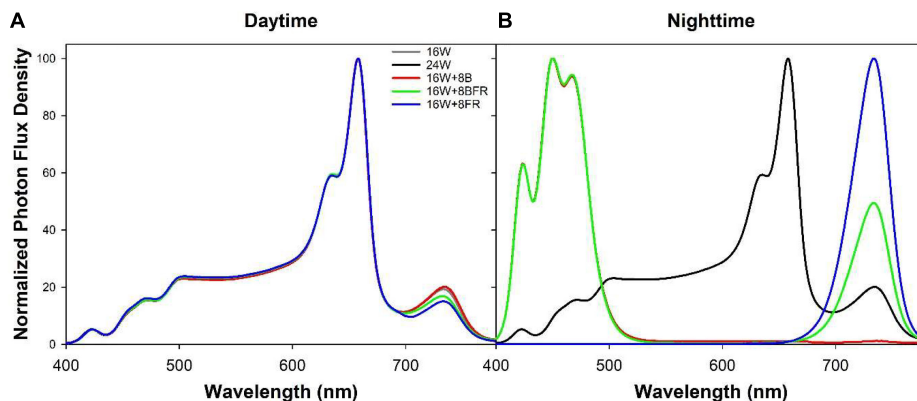 A
Daytime
B
Nighttime
Normalized Photon Flux Density
100
80
60
40
20
0
16W
24W
16W+8B
16W+8BFR
16W+8FR
400
500
600
700
400
500
600
700
Wavelength (nm)
Wavelength (nm)